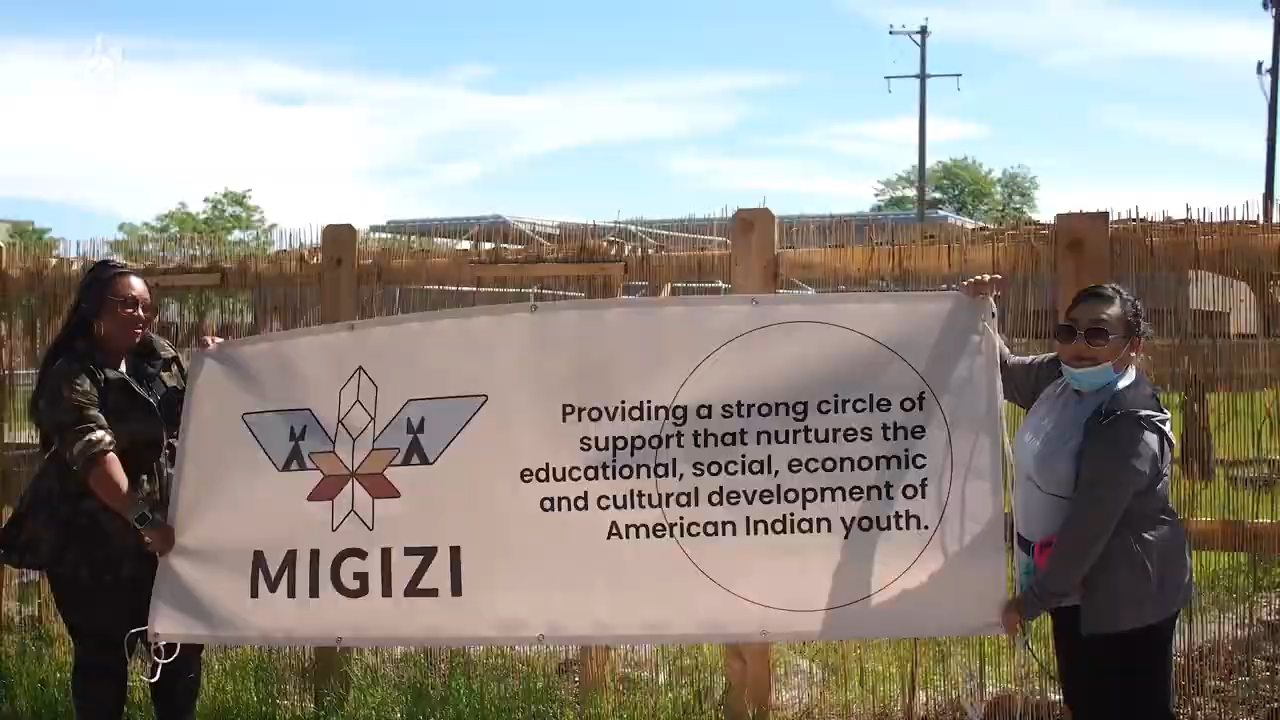 MIGIZI
Providing a strong circle of
support that nurtures the
educational, social, economic
and cultural development of
American Indian youth.